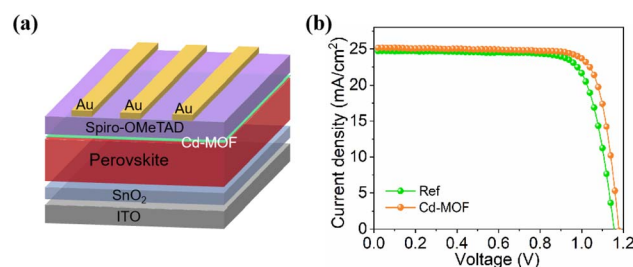 (a)
Au
Au
Au
Spiro-OMeTAD
Cd-MOF
Perovskite
SnO₂
ITO
(b)
Current density (mA/cm²)
30
25
20
15
10
5
0
Ref
Cd-MOF
0.0 0.2 0.4 0.6 0.8 1.0 1.2
Voltage (V)